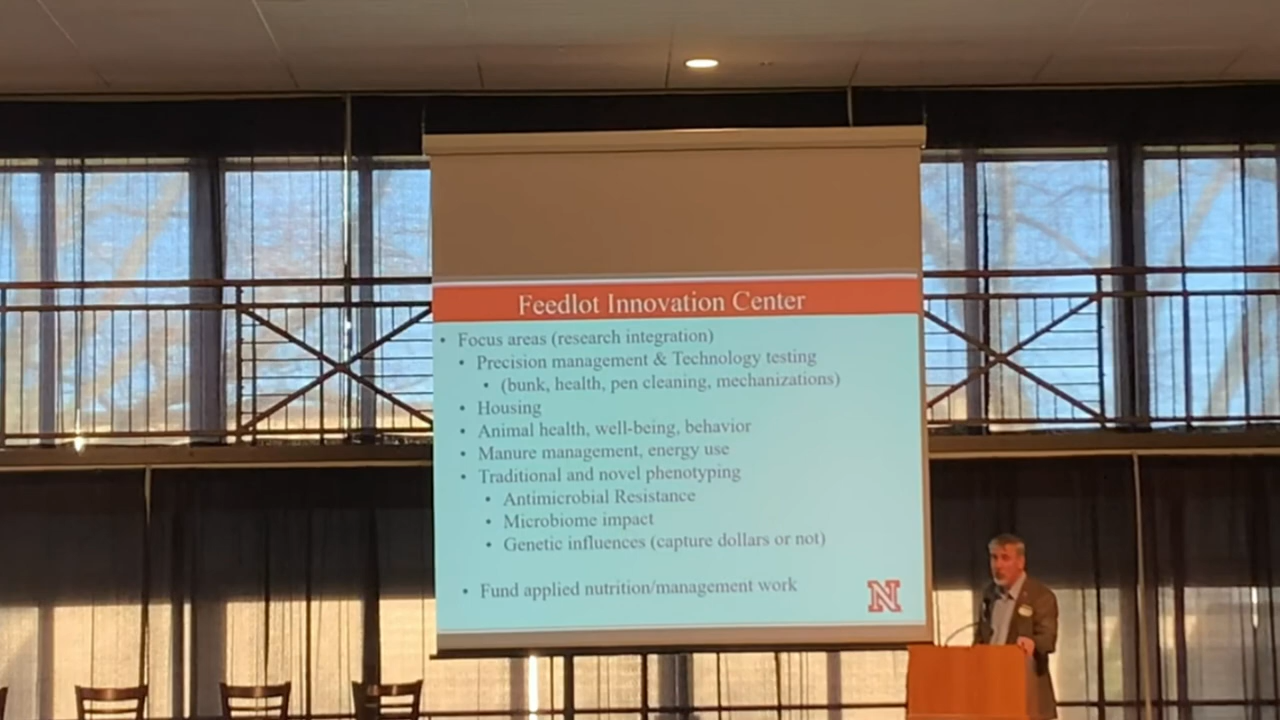 Feedlot Innovation Center
• Focus areas (research integration)
• Precision management & Technology testing
• (bunk, health, pen cleaning, mechanizations)
• Housing
• Animal health, well-being, behavior
• Manure management, energy use
• Traditional and novel phenotyping
• Antimicrobial Resistance
• Microbiome impact
• Genetic influences (capture dollars or not)
• Fund applied nutrition/management work
N